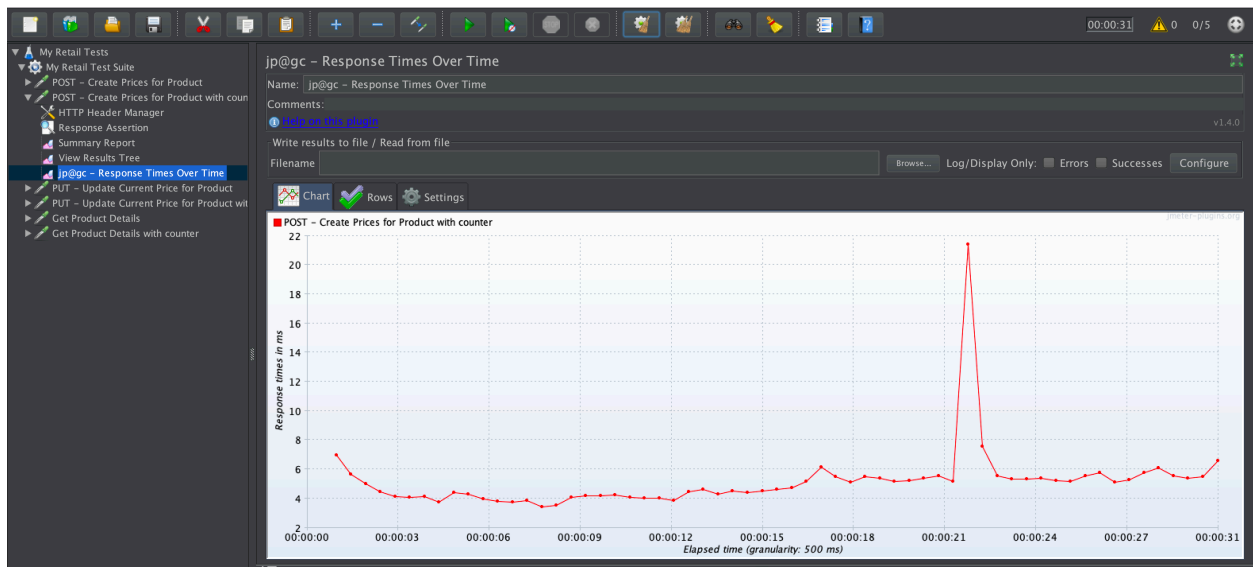 00:00:31 0 0/5
My Retail Tests
My Retail Test Suite
POST – Create Prices for Product
POST – Create Prices for Product with coun
HTTP Header Manager
Response Assertion
Summary Report
View Results Tree
jp@gc – Response Times Over Time
PUT – Update Current Price for Product
PUT – Update Current Price for Product wit
Get Product Details
Get Product Details with counter
jp@gc – Response Times Over Time
Name: jp@gc – Response Times Over Time
Comments:
Help on this plugin v1.4.0
Write results to file / Read from file
Filename Browse... Log/Display Only: Errors Successes Configure
Chart Rows Settings
jmeter-plugins.org
POST – Create Prices for Product with counter
22
20
18
16
14
12
10
8
6
4
2
Response times in ms
00:00:00 00:00:03 00:00:06 00:00:09 00:00:12 00:00:15 00:00:18 00:00:21 00:00:24 00:00:27 00:00:31
Elapsed time (granularity: 500 ms)